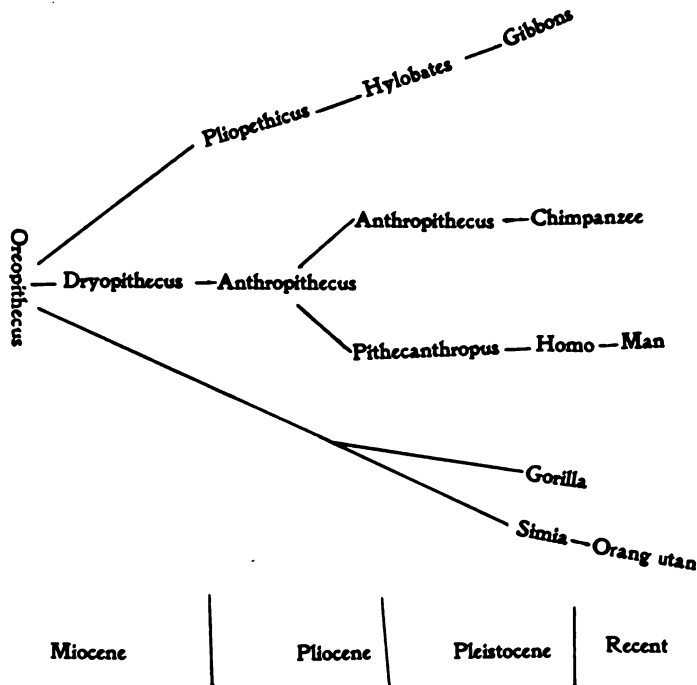 Gibbons
Hylobates
Pliopethicus
Anthropithecus
Chimpanzee
Oreopithecus
Dryopithecus
Anthropithecus
Pithecanthropus
Homo
Man
Gorilla
Simia
Orang utan
Miocene
Pliocene
Pleistocene
Recent